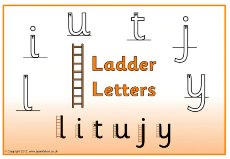 i u t j
Ladder
l Letters y
l i t u j y